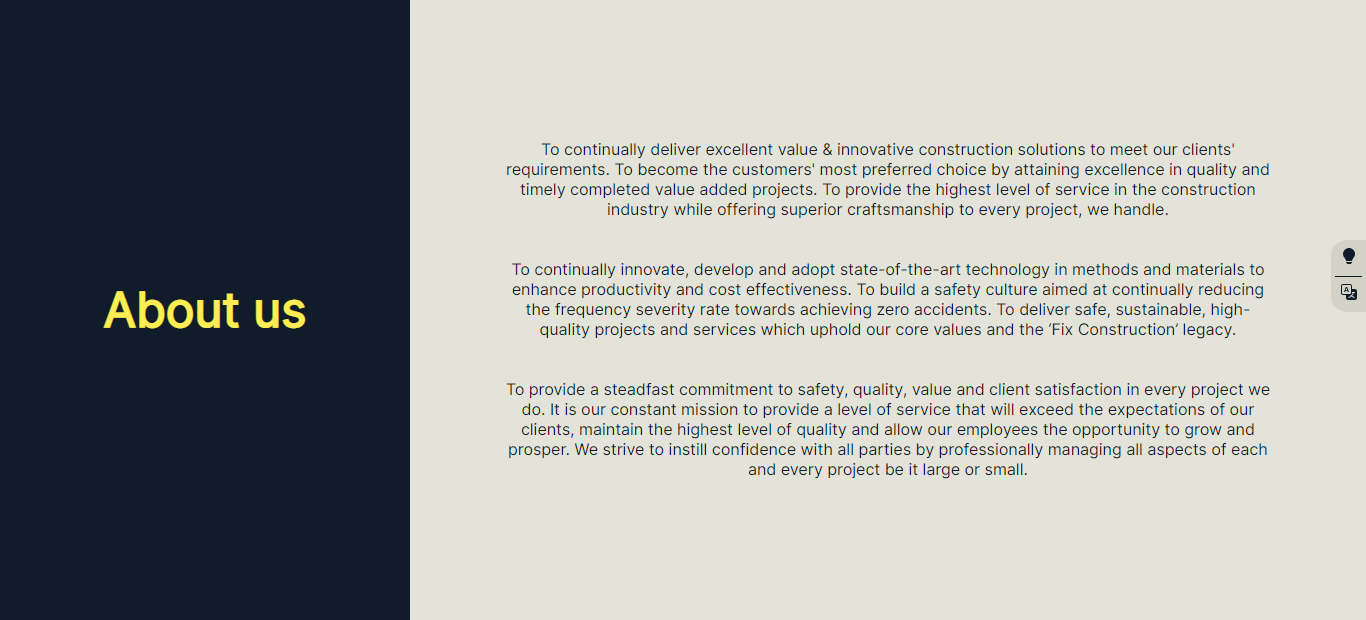 About us
To continually deliver excellent value & innovative construction solutions to meet our clients'
requirements. To become the customers' most preferred choice by attaining excellence in quality and
timely completed value added projects. To provide the highest level of service in the construction
industry while offering superior craftsmanship to every project, we handle.
To continually innovate, develop and adopt state-of-the-art technology in methods and materials to
enhance productivity and cost effectiveness. To build a safety culture aimed at continually reducing
the frequency severity rate towards achieving zero accidents. To deliver safe, sustainable, high-
quality projects and services which uphold our core values and the ‘Fix Construction’ legacy.
To provide a steadfast commitment to safety, quality, value and client satisfaction in every project we
do. It is our constant mission to provide a level of service that will exceed the expectations of our
clients, maintain the highest level of quality and allow our employees the opportunity to grow and
prosper. We strive to instill confidence with all parties by professionally managing all aspects of each
and every project be it large or small.